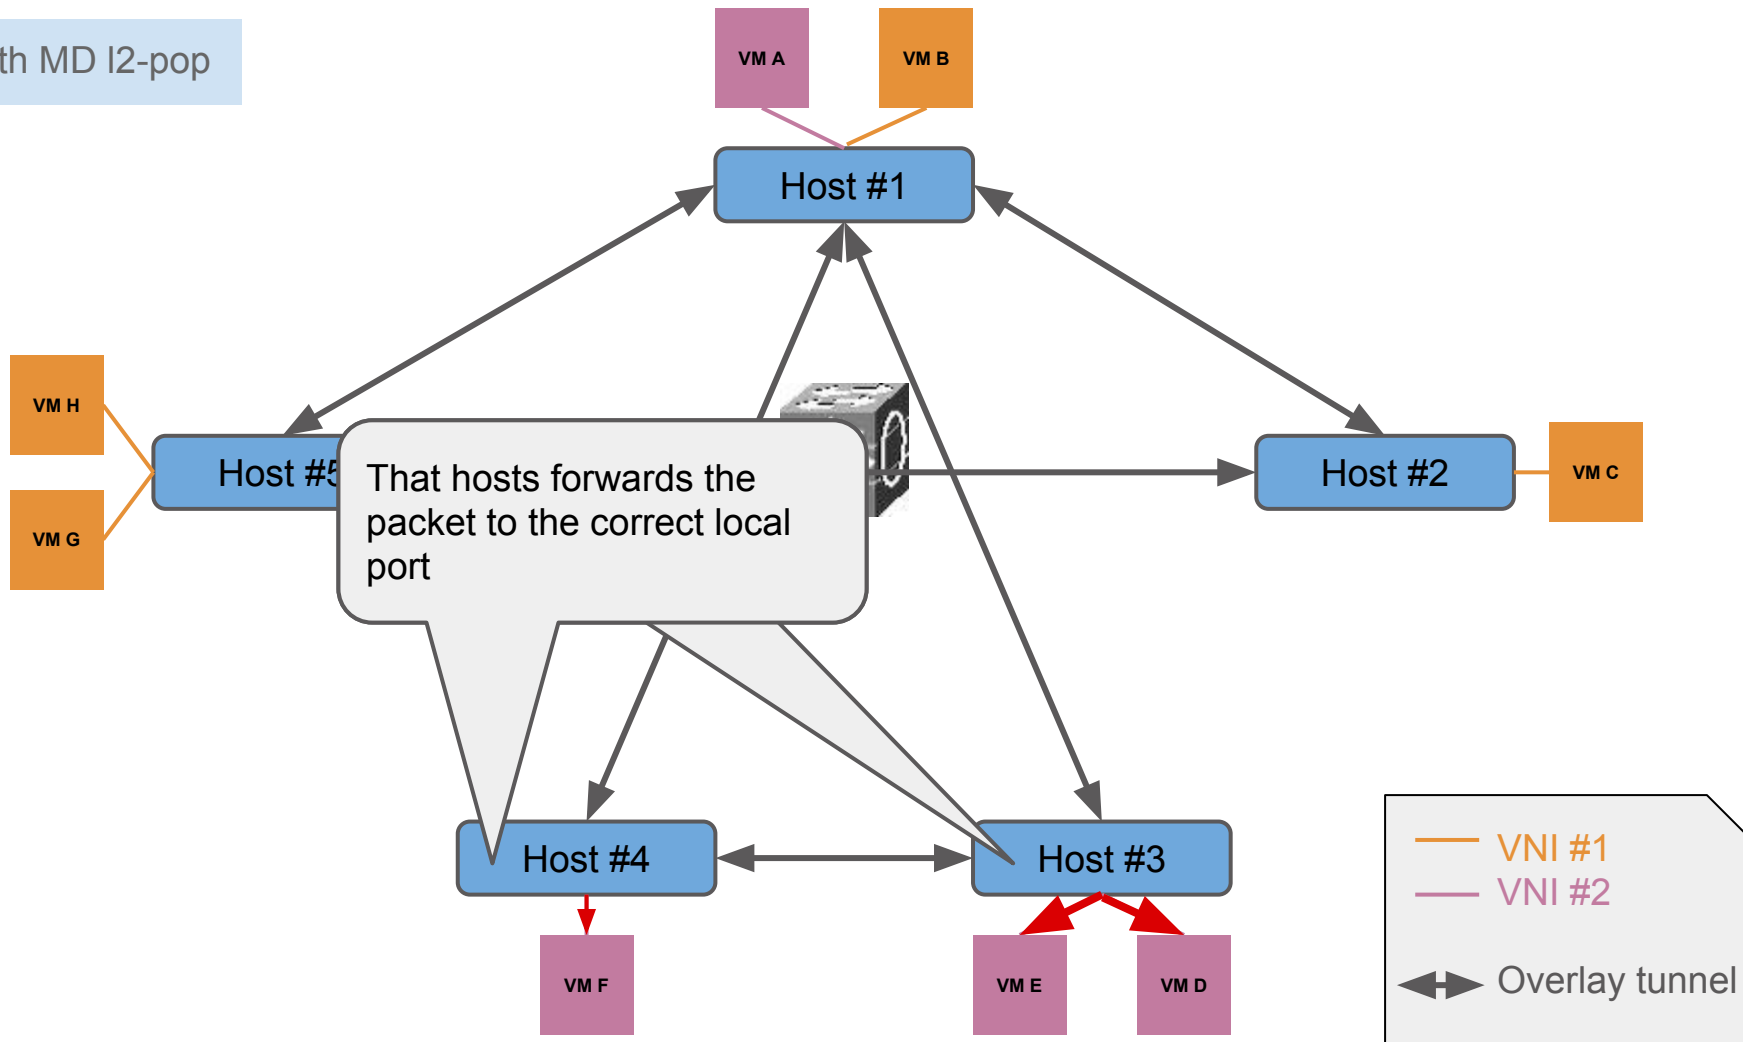 th MD l2-pop
VM A
VM B
Host #1
VM H
VM G
Host #5
That hosts forwards the
packet to the correct local
port
Host #2
VM C
Host #4
Host #3
VM F
VM E
VM D
VNI #1
VNI #2
Overlay tunnel